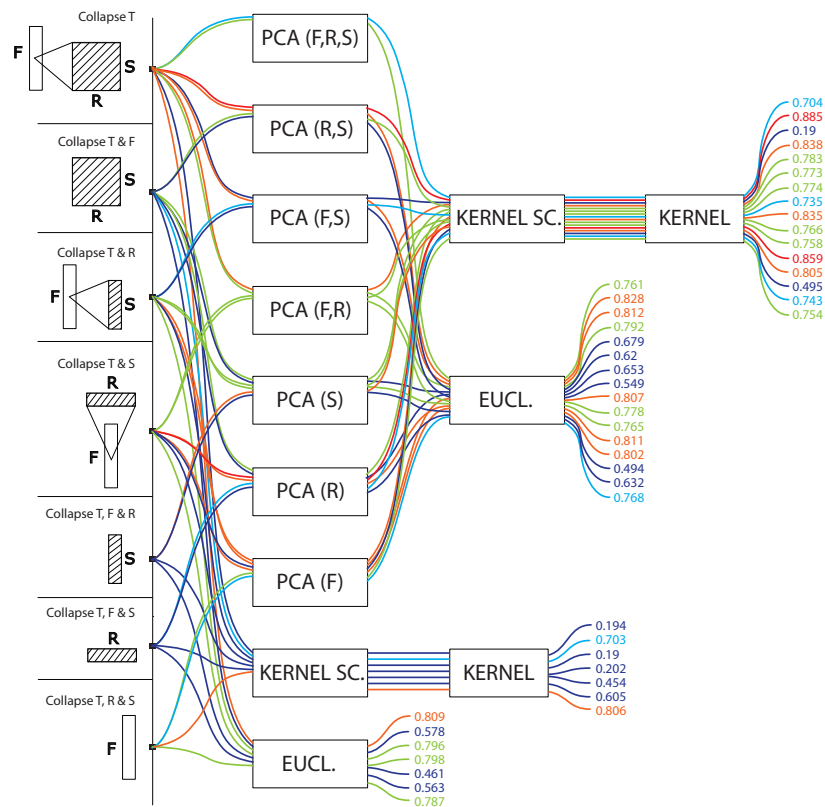 Collapse T
F
S
R
Collapse T & F
S
R
Collapse T & R
F
S
Collapse T & S
R
F
Collapse T, F & R
S
Collapse T, F & S
R
Collapse T, R & S
F
PCA (F,R,S)
PCA (R,S)
PCA (F,S)
PCA (F,R)
PCA (S)
PCA (R)
PCA (F)
KERNEL SC.
EUCL.
KERNEL SC.
EUCL.
KERNEL
KERNEL
0.704
0.885
0.19
0.838
0.783
0.773
0.774
0.735
0.835
0.766
0.758
0.859
0.805
0.495
0.743
0.754
0.761
0.828
0.812
0.792
0.679
0.62
0.653
0.549
0.807
0.778
0.765
0.811
0.802
0.494
0.632
0.768
0.194
0.703
0.19
0.202
0.454
0.605
0.806
0.809
0.578
0.796
0.798
0.461
0.563
0.787